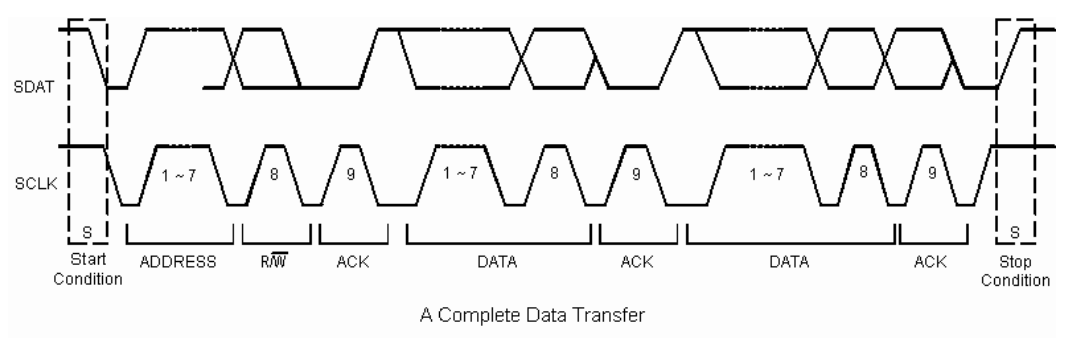 SDAT
SCLK
1 ~ 7
8
9
1 ~ 7
8
9
1 ~ 7
8
9
S
S
Start
Condition
ADDRESS
R/W̅
ACK
DATA
ACK
DATA
ACK
Stop
Condition
A Complete Data Transfer